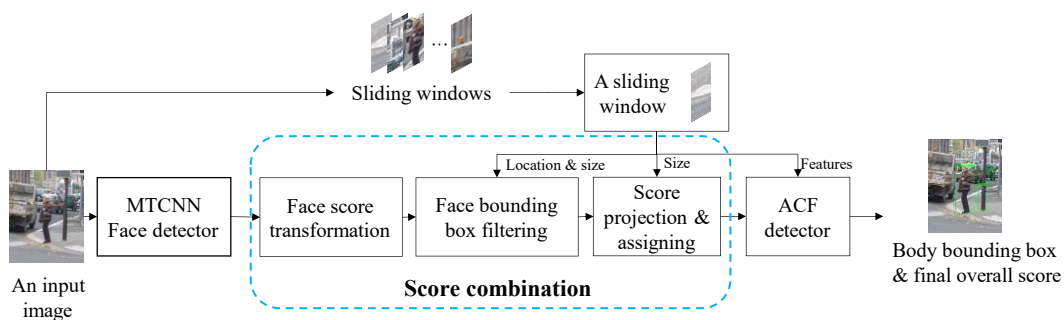 ...
Sliding windows
A sliding
window
Location & size
Size
Features
MTCNN
Face detector
Face score
transformation
Face bounding
box filtering
Score
projection &
assigning
ACF
detector
An input
image
Score combination
Body bounding box
& final overall score